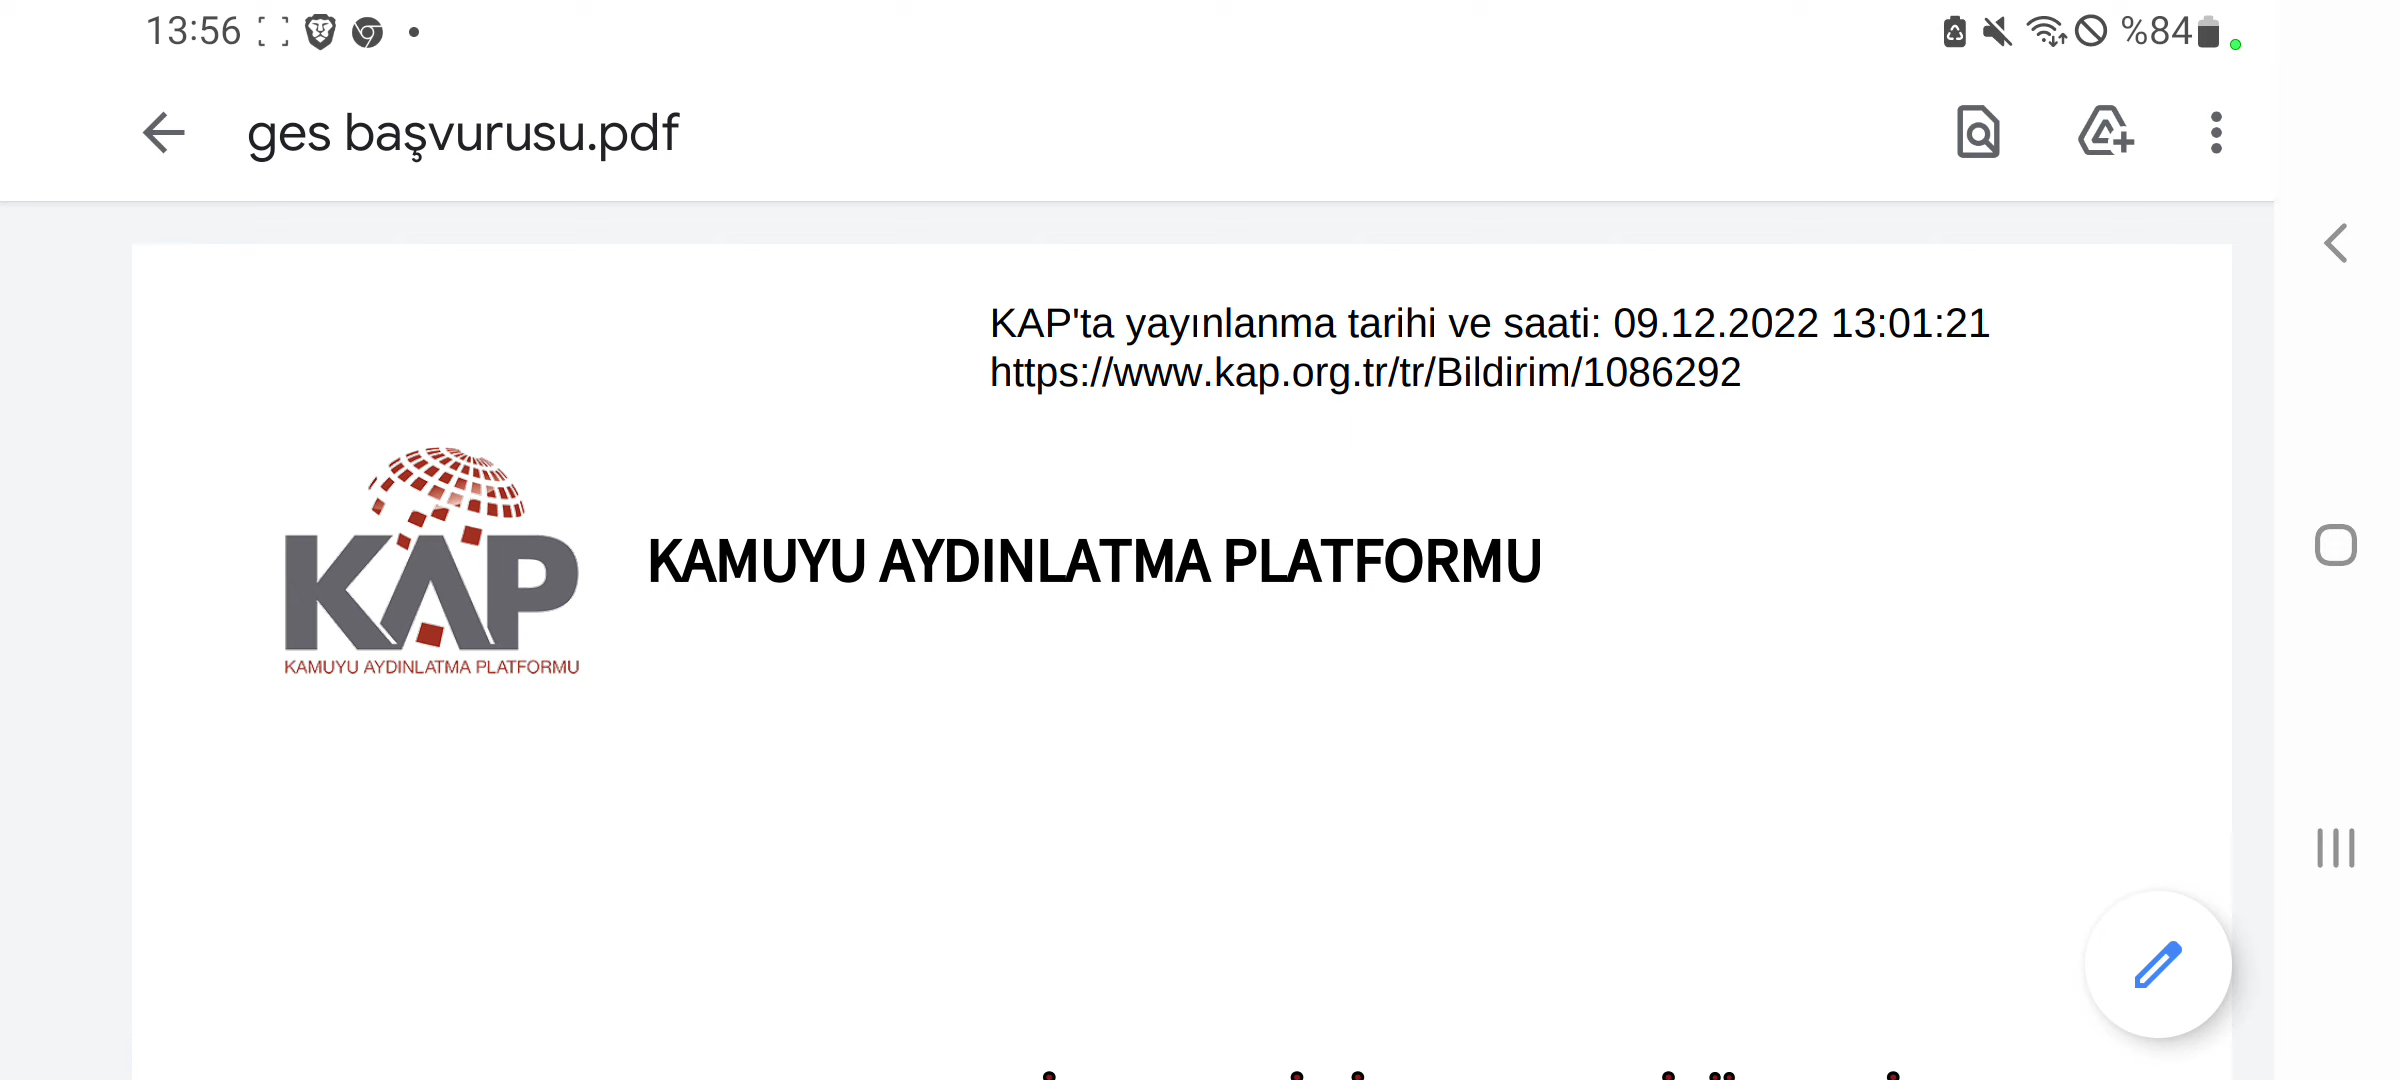 13:56
%84
ges başvurusu.pdf
KAP'ta yayınlanma tarihi ve saati: 09.12.2022 13:01:21
https://www.kap.org.tr/tr/Bildirim/1086292
KAP
KAMUYU AYDINLATMA PLATFORMU
KAMUYU AYDINLATMA PLATFORMU